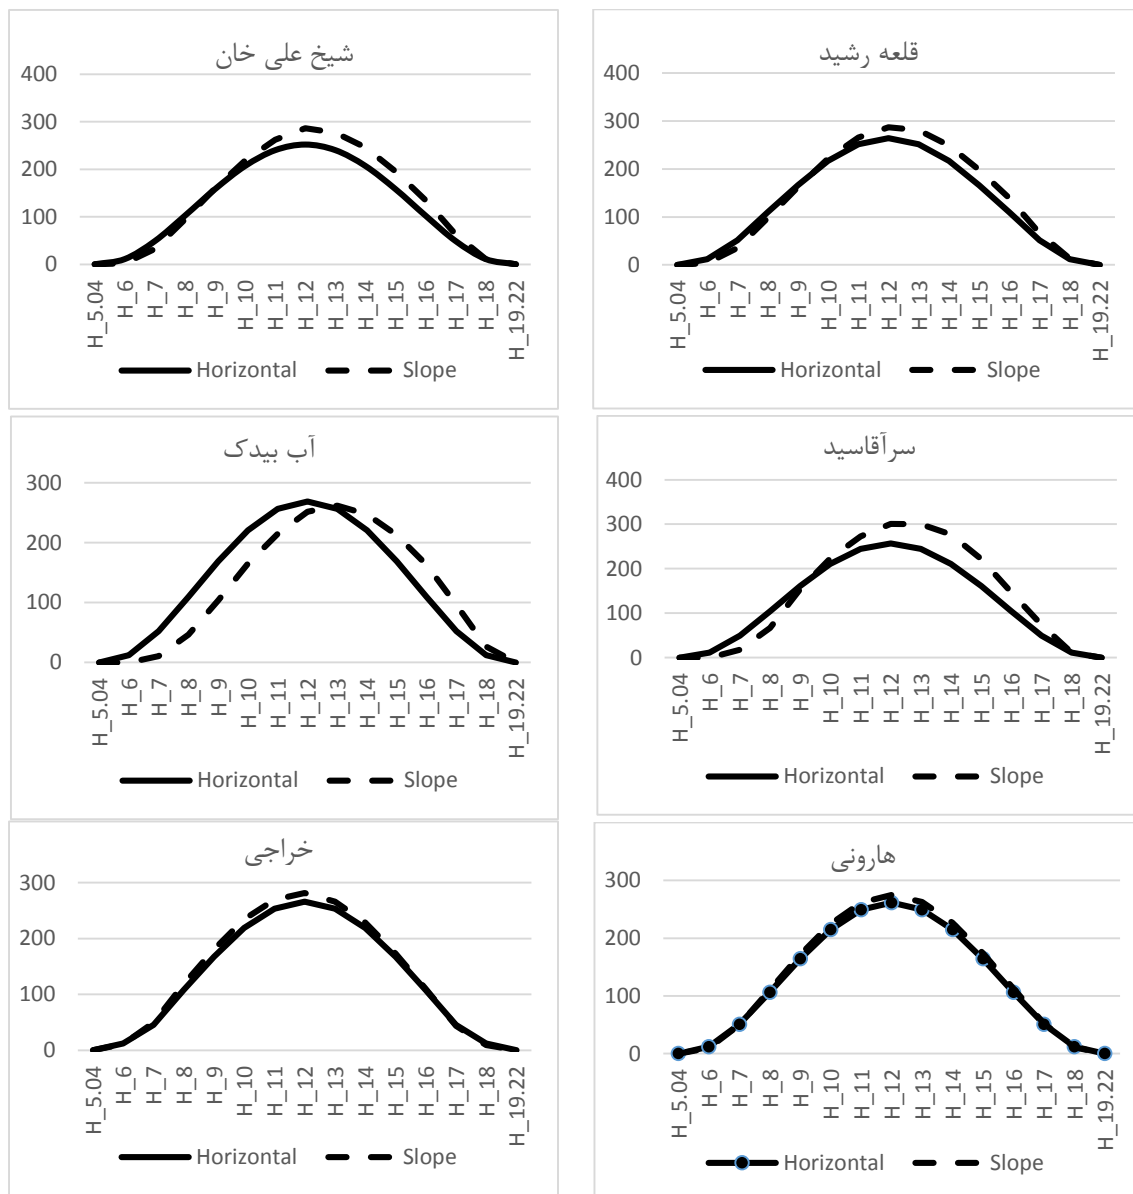 شیخ علی خان
400
300
200
100
0
H_5.04
H_6
H_7
H_8
H_9
H_10
H_11
H_12
H_13
H_14
H_15
H_16
H_17
H_18
H_19.22
Horizontal
Slope
قلعه رشید
400
300
200
100
0
H_5.04
H_6
H_7
H_8
H_9
H_10
H_11
H_12
H_13
H_14
H_15
H_16
H_17
H_18
H_19.22
Horizontal
Slope
آب بیدک
300
200
100
0
H_5.04
H_6
H_7
H_8
H_9
H_10
H_11
H_12
H_13
H_14
H_15
H_16
H_17
H_18
H_19.22
Horizontal
Slope
سرآقاسید
400
300
200
100
0
H_5.04
H_6
H_7
H_8
H_9
H_10
H_11
H_12
H_13
H_14
H_15
H_16
H_17
H_18
H_19.22
Horizontal
Slope
خراجی
300
200
100
0
H_5.04
H_6
H_7
H_8
H_9
H_10
H_11
H_12
H_13
H_14
H_15
H_16
H_17
H_18
H_19.22
Horizontal
Slope
هارونی
300
200
100
0
H_5.04
H_6
H_7
H_8
H_9
H_10
H_11
H_12
H_13
H_14
H_15
H_16
H_17
H_18
H_19.22
Horizontal
Slope